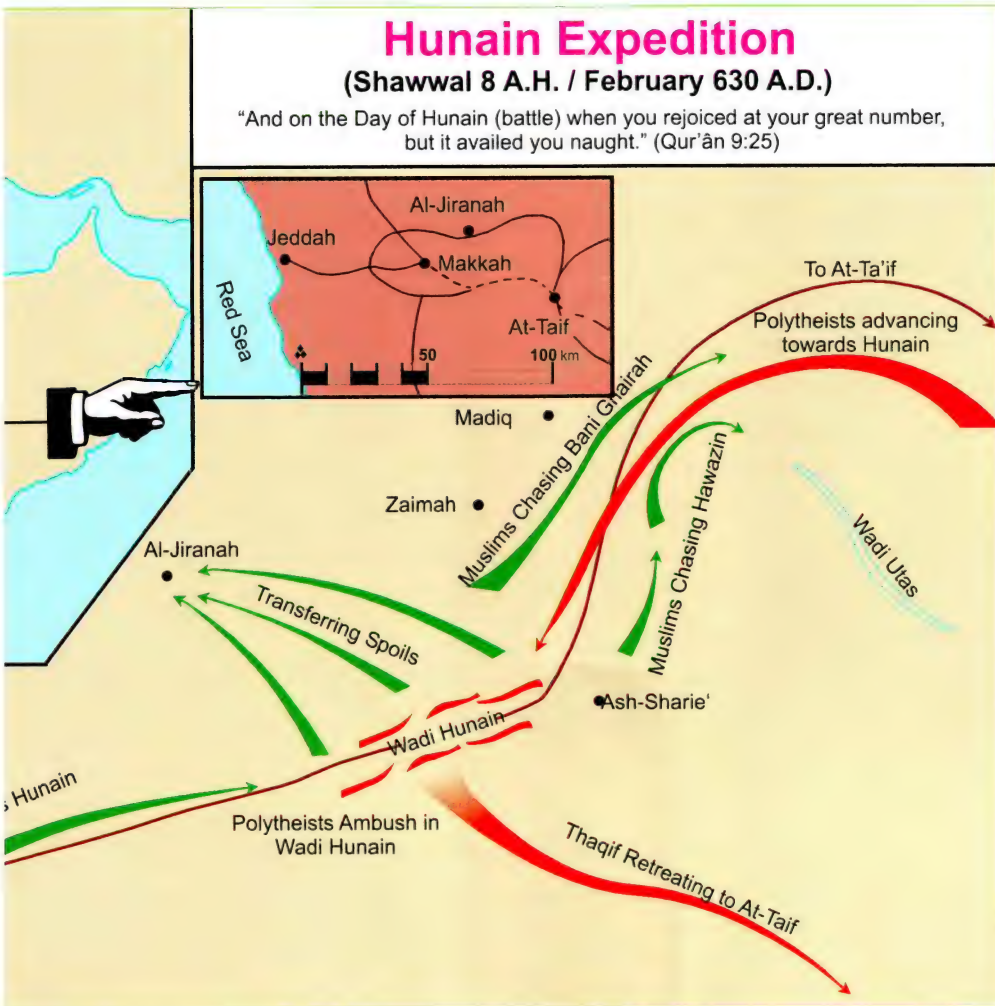 Hunain Expedition
(Shawwal 8 A.H. / February 630 A.D.)
“And on the Day of Hunain (battle) when you rejoiced at your great number,
but it availed you naught.” (Qur’ân 9:25)
Al-Jiranah
Jeddah
Makkah
Red Sea
At-Taif
50
100 km
To At-Ta’if
Polytheists advancing
towards Hunain
Madiq
Muslims Chasing Bani Ghairah
Zaimah
Muslims Chasing Hawazin
Wadi Utas
Al-Jiranah
Transferring Spoils
Ash-Sharie‘
Wadi Hunain
s Hunain
Polytheists Ambush in
Wadi Hunain
Thaqif Retreating to At-Taif